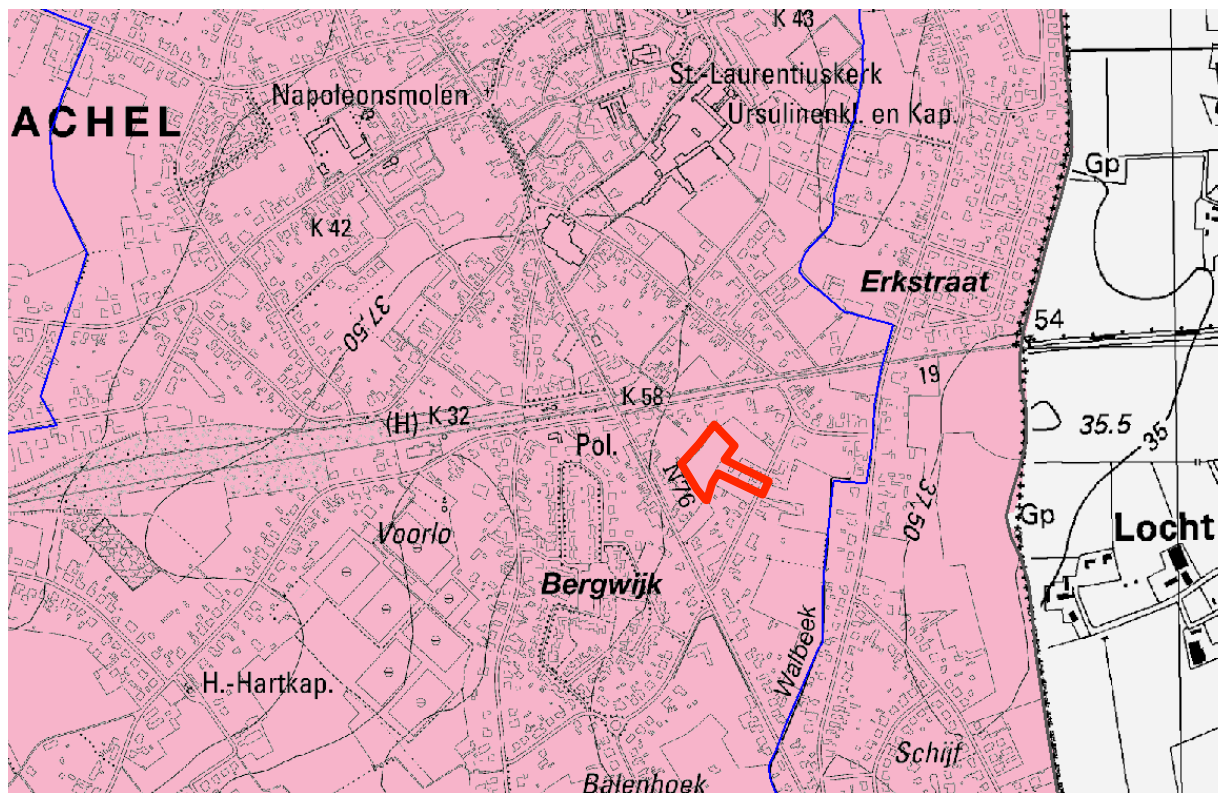 K 43
St.-Laurentiuskerk
Napoleonsmolen
Ursulinenkl. en Kap.
ACHEL
Gp
K 42
Erkstraat
37,50
54
19
K 58
K 32
(H)
35.5
35
Pol.
N76
37,50
Gp
Locht
Voorlo
Bergwijk
Walbeek
H.-Hartkap.
Schijf
Balenhoek